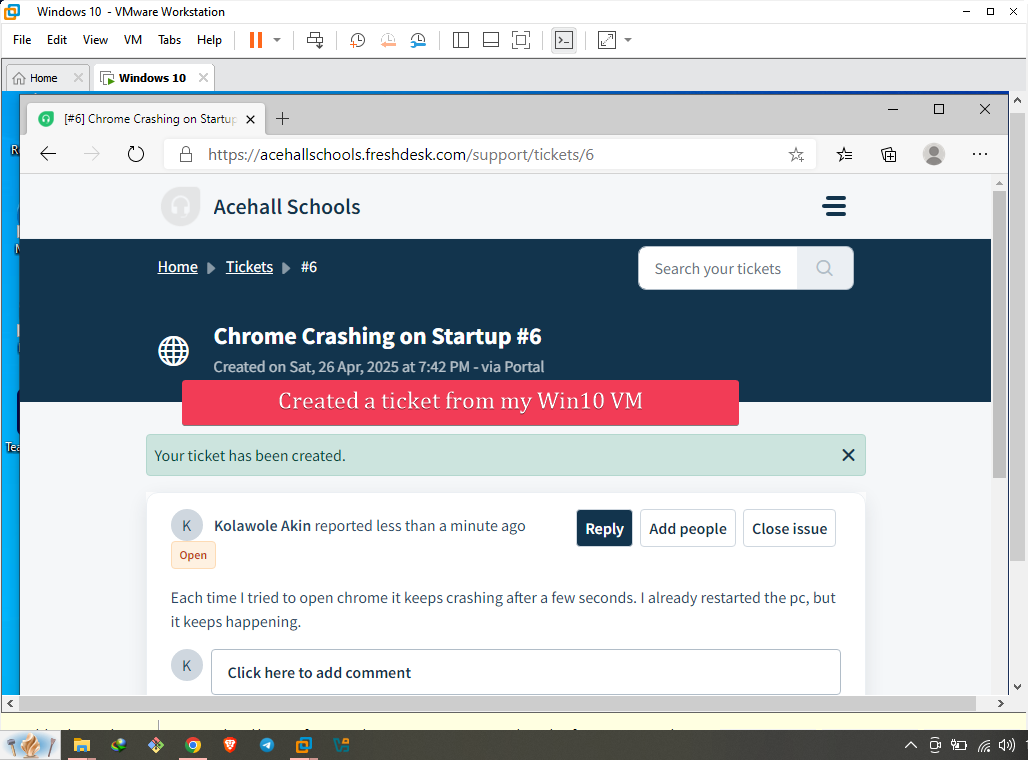 Windows 10 - VMware Workstation
File Edit View VM Tabs Help
Home
Windows 10
[#6] Chrome Crashing on Startup
https://acehallschools.freshdesk.com/support/tickets/6
Acehall Schools
Home Tickets #6
Search your tickets
Chrome Crashing on Startup #6
Created on Sat, 26 Apr, 2025 at 7:42 PM - via Portal
Created a ticket from my Win10 VM
Your ticket has been created.
K
Kolawole Akin reported less than a minute ago
Reply
Add people
Close issue
Open
Each time I tried to open chrome it keeps crashing after a few seconds. I already restarted the pc, but
it keeps happening.
K
Click here to add comment